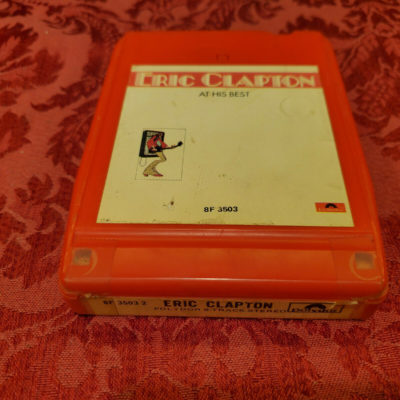 ERIC CLAPTON
AT HIS BEST
8F 3503
8F 3503 2 ERIC CLAPTON
POLYDOR 8-TRACK STEREO